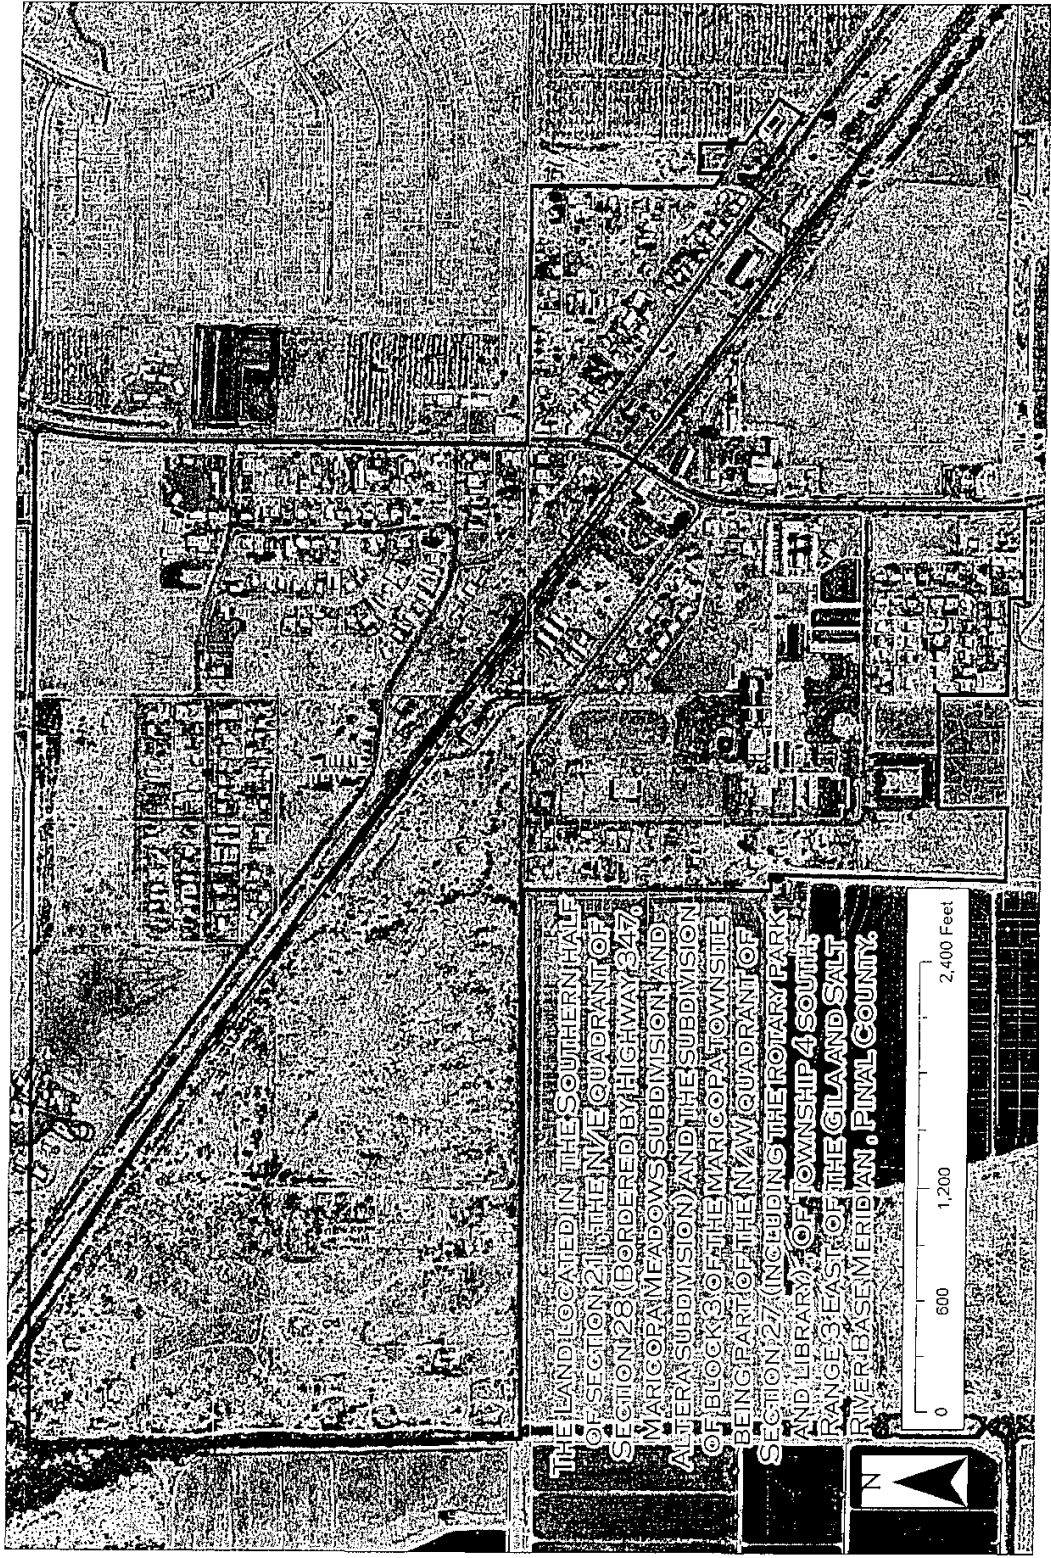 THE LAND LOCATED IN THE SOUTHERN HALF
OF SECTION 21, THE N/E QUADRANT OF
SECTION 28 (BORDERED BY HIGHWAY 347,
MARICOPA MEADOWS SUBDIVISION, AND
ALTERRA SUBDIVISION) AND THE SUBDIVISION
OF BLOCK 3 OF THE MARICOPA TOWNSITE
BEING PART OF THE N/W QUADRANT OF
SECTION 27 (INCLUDING THE ROTARY PARK
AND LIBRARY), OF TOWNSHIP 4 SOUTH,
RANGE 3 EAST OF THE GILA AND SALT
RIVER BASE MERIDIAN, PINAL COUNTY.
N
0 600 1,200 2,400 Feet